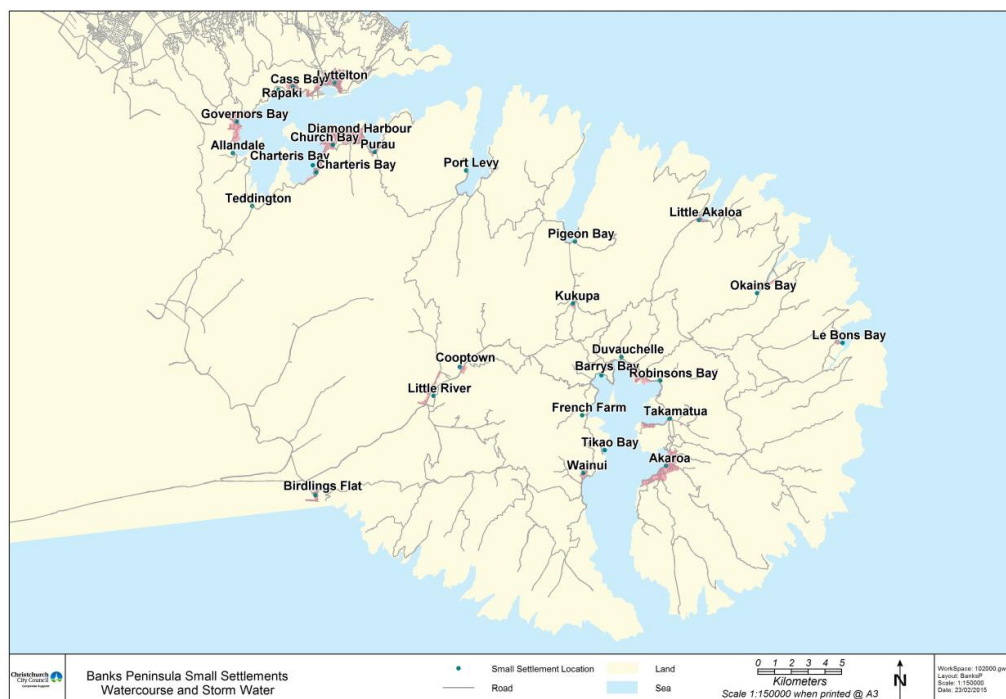 Lyttelton
Cass Bay
Rapaki
Governors Bay
Diamond Harbour
Church Bay
Allandale
Purau
Charteris Bay
Charteris Bay
Port Levy
Teddington
Little Akaloa
Pigeon Bay
Okains Bay
Kukupa
Le Bons Bay
Duvauchelle
Cooptown
Barrys Bay
Robinsons Bay
Little River
French Farm
Takamatua
Tikao Bay
Akaroa
Wainui
Birdlings Flat
Christchurch
City Council
Banks Peninsula Small Settlements
Watercourse and Storm Water
Small Settlement Location
Road
Land
Sea
0 1 2 3 4 5
Kilometers
Scale 1:150000 when printed @ A3
N
WorkSpace: 102000.gw
Layout: BanksP
Scale: 1:150000
Date: 23/02/2015